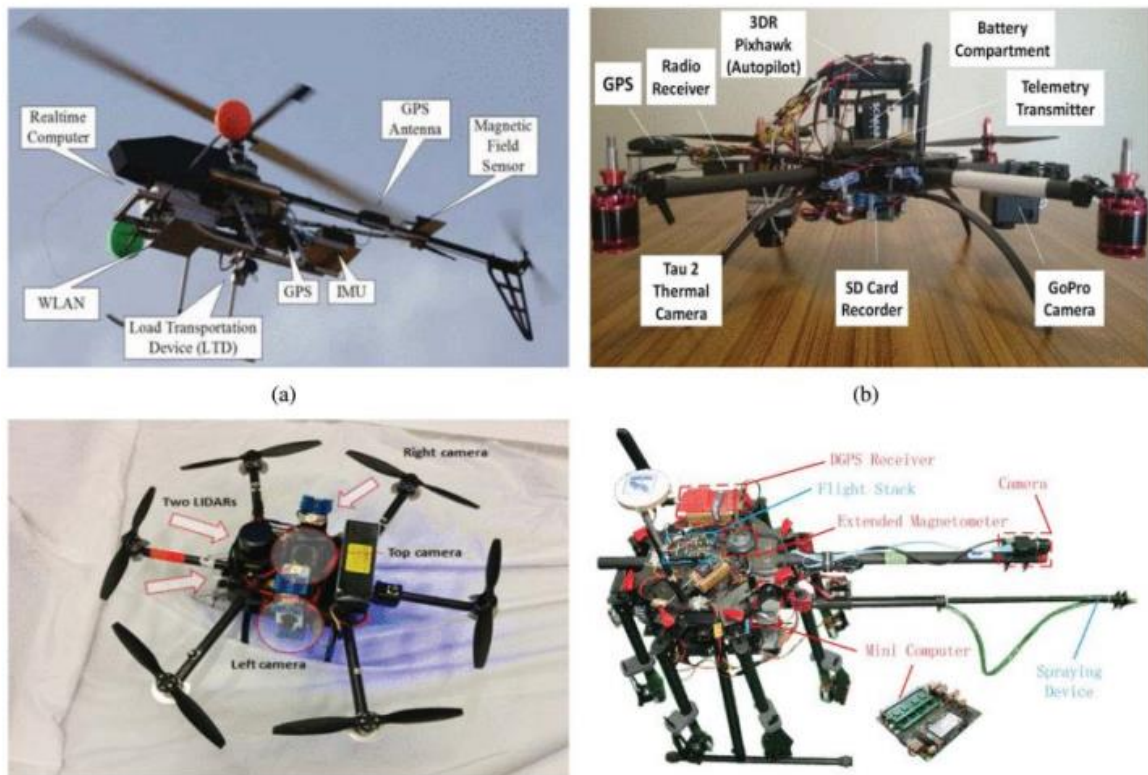 Realtime
Computer
GPS
Antenna
Magnetic
Field
Sensor
WLAN
Load Transportation
Device (LTD)
GPS
IMU
(a)
GPS
Radio
Receiver
3DR
Pixhawk
(Autopilot)
Battery
Compartment
Telemetry
Transmitter
Tau 2
Thermal
Camera
SD Card
Recorder
GoPro
Camera
(b)
Right camera
Two LIDARs
Top camera
Left camera
DGPS Receiver
Flight Stack
Extended Magnetometer
Camera
Mini Computer
Spraying
Device